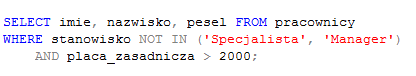 SELECT imie, nazwisko, pesel FROM pracownicy
WHERE stanowisko NOT IN ('Specjalista', 'Manager')
    AND placa_zasadnicza > 2000;